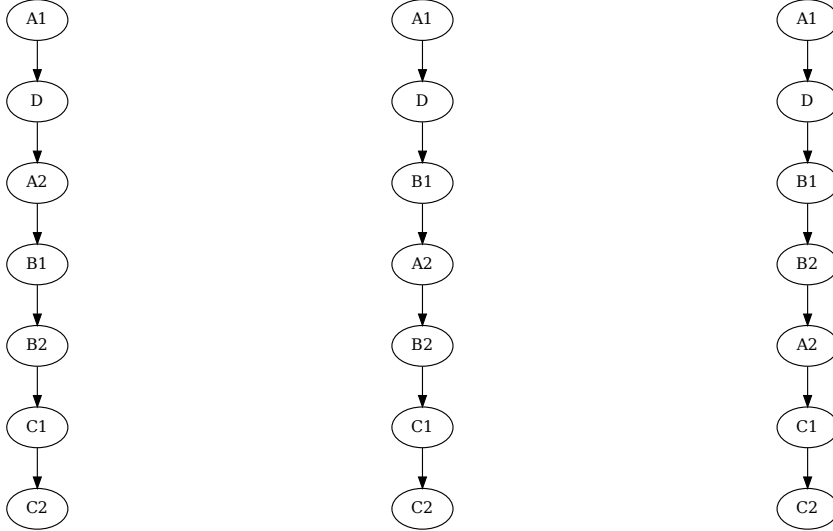 A1 A1 A1
D D D
A2 B1 B1
B1 A2 B2
B2 B2 A2
C1 C1 C1
C2 C2 C2